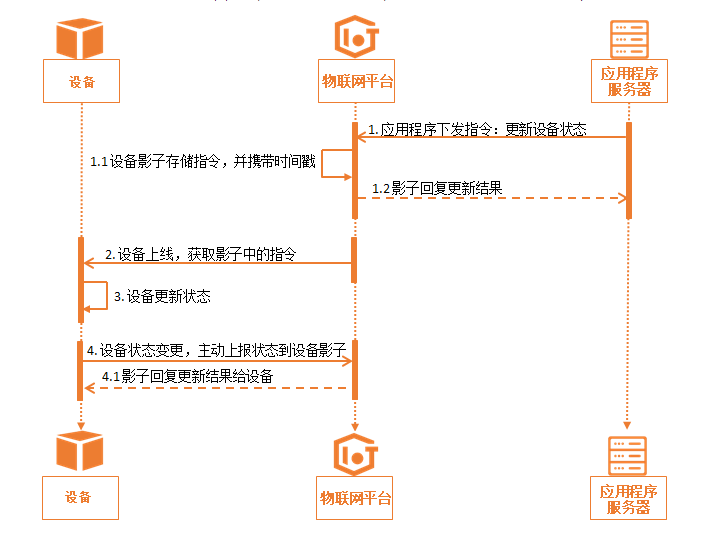 IoT
设备
物联网平台
应用程序
服务器
1. 应用程序下发指令：更新设备状态
1.1设备影子存储指令，并携带时间戳
1.2影子回复更新结果
2. 设备上线，获取影子中的指令
3. 设备更新状态
4. 设备状态变更，主动上报状态到设备影子
4.1影子回复更新结果给设备
IoT
设备
物联网平台
应用程序
服务器